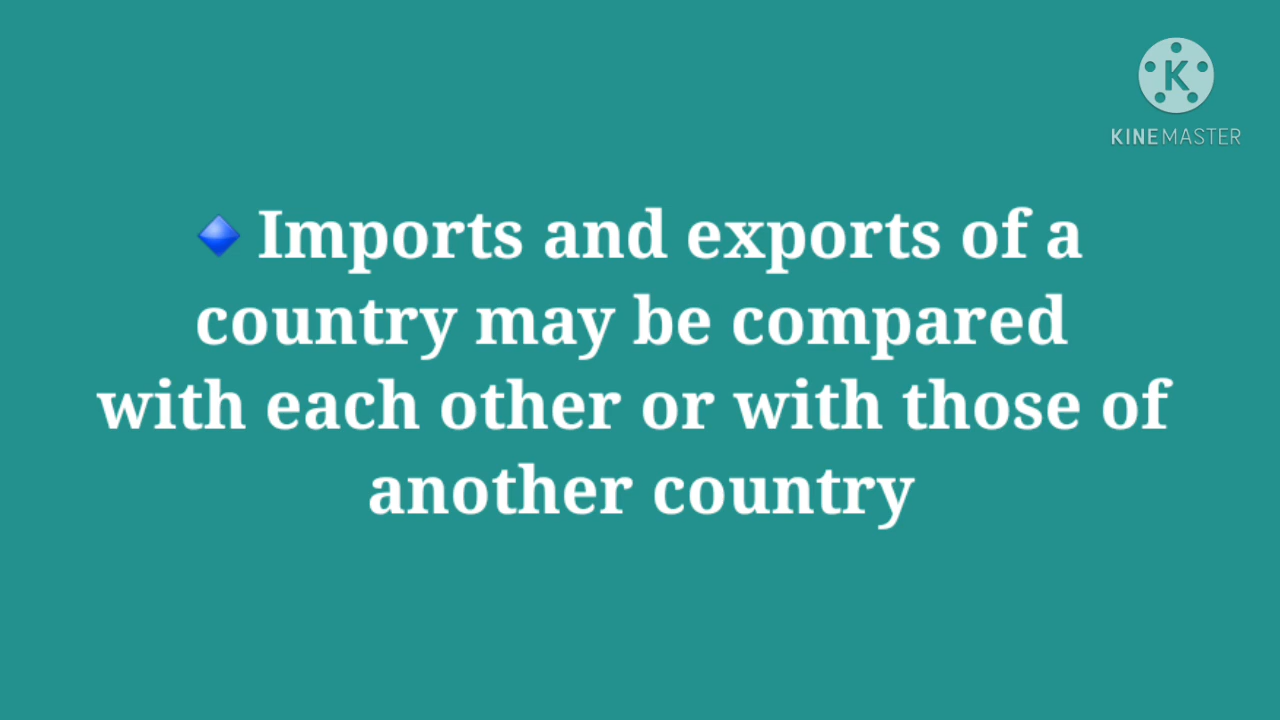 K
KINEMASTER
🔹 Imports and exports of a
country may be compared
with each other or with those of
another country